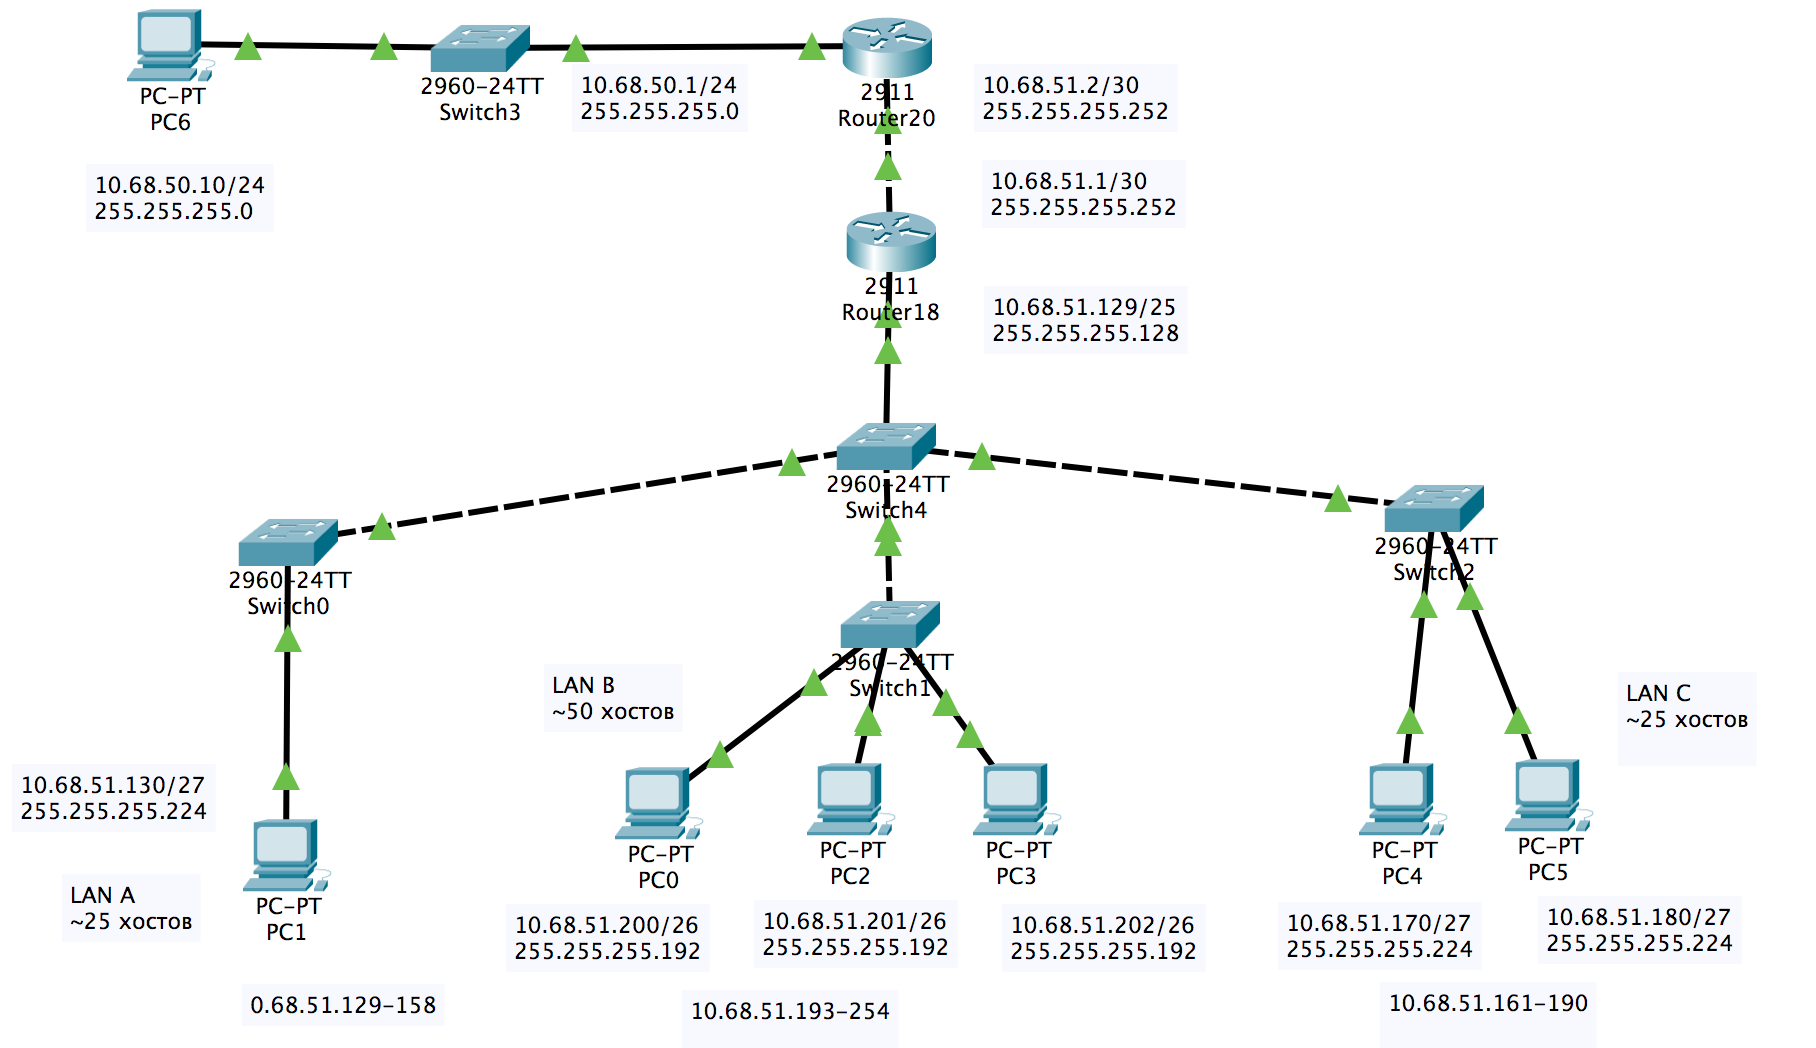 PC-PT
PC6
2960-24TT
Switch3
10.68.50.1/24
255.255.255.0
2911
Router20
10.68.51.2/30
255.255.255.252
10.68.50.10/24
255.255.255.0
10.68.51.1/30
255.255.255.252
2911
Router18
10.68.51.129/25
255.255.255.128
2960-24TT
Switch4
2960-24TT
Switch0
2960-24TT
Switch2
2960-24TT
Switch1
LAN B
~50 хостов
LAN C
~25 хостов
10.68.51.130/27
255.255.255.224
LAN A
~25 хостов
PC-PT
PC1
PC-PT
PC0
PC-PT
PC2
PC-PT
PC3
PC-PT
PC4
PC-PT
PC5
10.68.51.200/26
255.255.255.192
10.68.51.201/26
255.255.255.192
10.68.51.202/26
255.255.255.192
10.68.51.170/27
255.255.255.224
10.68.51.180/27
255.255.255.224
0.68.51.129-158
10.68.51.193-254
10.68.51.161-190